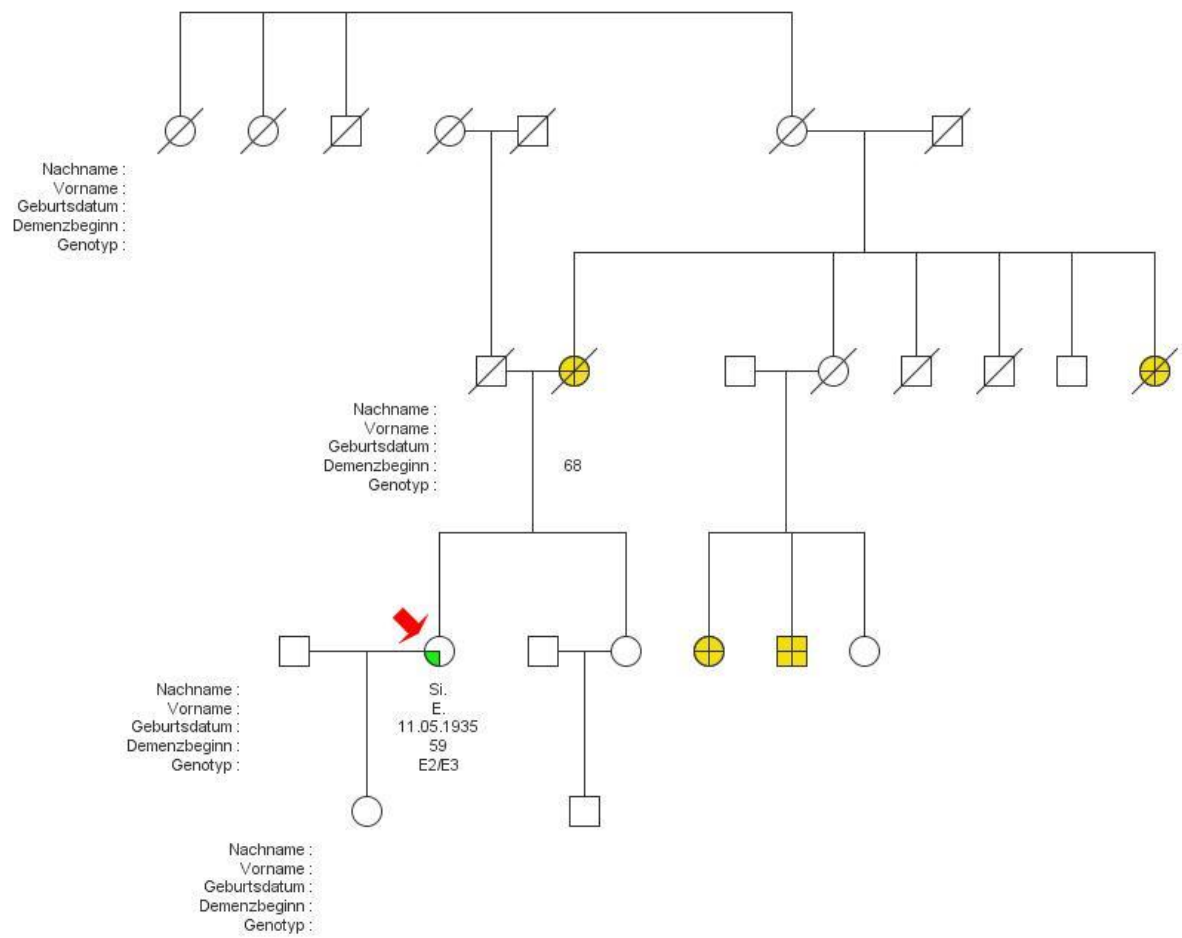 Nachname :
Vorname :
Geburtsdatum :
Demenzbeginn :
Genotyp :
Nachname :
Vorname :
Geburtsdatum :
Demenzbeginn : 68
Genotyp :
Nachname : Si.
Vorname : E.
Geburtsdatum : 11.05.1935
Demenzbeginn : 59
Genotyp : E2/E3
Nachname :
Vorname :
Geburtsdatum :
Demenzbeginn :
Genotyp :